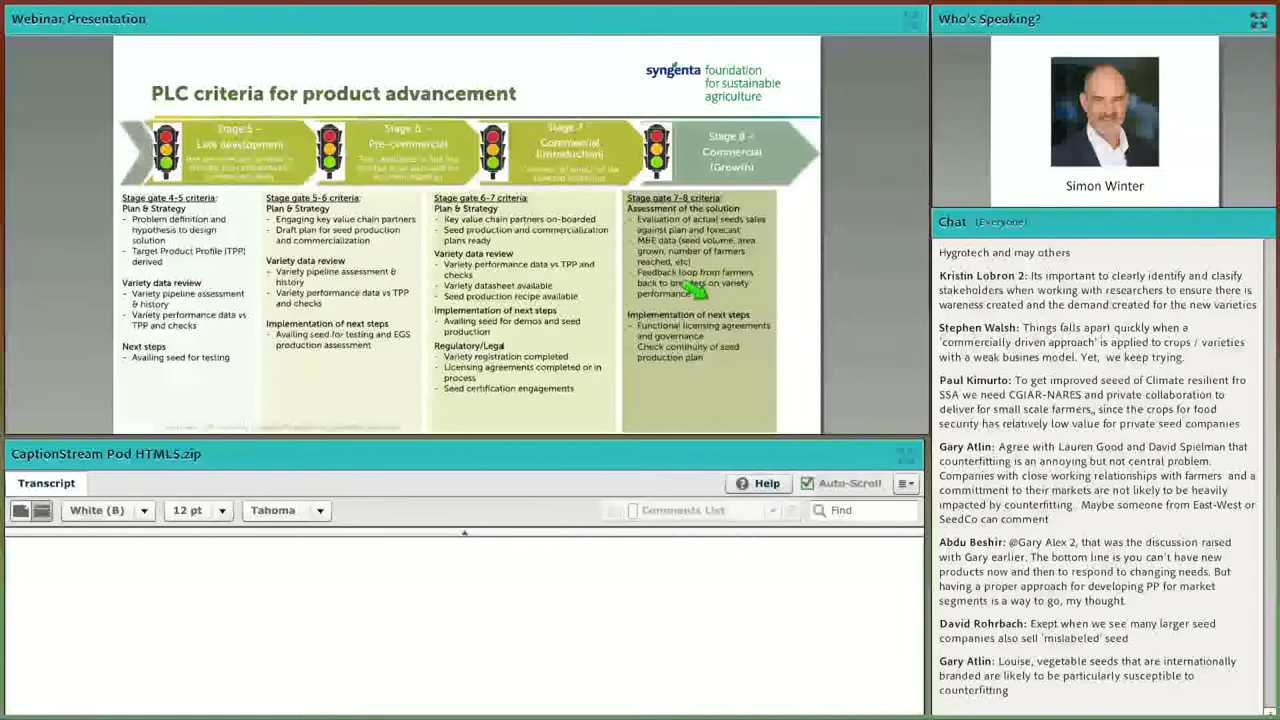 Webinar Presentation
syngenta foundation
for sustainable
agriculture
PLC criteria for product advancement
Stage 5 –
Late development
Stage 6 –
Pre-commercial
Stage 7 –
Commercial
(Introduction)
Stage 8 –
Commercial
(Growth)
Stage gate 4-5 criteria:
Plan & Strategy
- Problem definition and
hypothesis to design
solution
- Target Product Profile (TPP)
derived
Variety data review
- Variety pipeline assessment
& history
- Variety performance data vs
TPP and checks
Next steps
- Availing seed for testing
Stage gate 5-6 criteria:
Plan & Strategy
- Engaging key value chain partners
- Draft plan for seed production
and commercialization
Variety data review
- Variety pipeline assessment &
history
- Variety performance data vs TPP
and checks
Implementation of next steps
- Availing seed for testing and EGS
production assessment
Stage gate 6-7 criteria:
Plan & Strategy
- Key value chain partners on-boarded
- Seed production and commercialization
plans ready
Variety data review
- Variety performance data vs TPP and
checks
- Variety datasheet available
- Seed production recipe available
Implementation of next steps
- Availing seed for demos and seed
production
Regulatory/Legal
- Variety registration completed
- Licensing agreements completed or in
process
- Seed certification engagements
Stage gate 7-8 criteria:
Assessment of the solution
- Evaluation of actual seeds sales
against plan and forecast
- M&E data (seed volume, area
grown, number of farmers
reached, etc)
- Feedback loop from farmers
back to breeders on variety
performance
Implementation of next steps
- Functional licensing agreements
and governance
Check continuity of seed
production plan
Who's Speaking?
Simon Winter
Chat (Everyone)
Hygrotech and may others
Kristin Lobron 2: Its important to clearly identify and clasify
stakeholders when working with researchers to ensure there is
wareness created and the demand created for the new varieties
Stephen Walsh: Things falls apart quickly when a
'commercially driven approach' is applied to crops / varieties
with a weak busines model. Yet, we keep trying.
Paul Kimurto: To get improved seeed of Climate resilient fro
SSA we need CGIAR-NARES and private collaboration to
deliver for small scale farmers,, since the crops for food
security has relatively low value for private seed companies
Gary Atlin: Agree with Lauren Good and David Spielman that
counterfitting is an annoying but not central problem.
Companies with close working relationships with farmers and a
commitment to their markets are not likely to be heavily
impacted by counterfitting Maybe someone from East-West or
SeedCo can comment
Abdu Beshir: @Gary Alex 2, that was the discussion raised
with Gary earlier. The bottom line is you can't have new
products now and then to respond to changing needs. But
having a proper approach for developing PP for market
segments is a way to go, my thought.
David Rohrbach: Exept when we see many larger seed
companies also sell 'mislabeled' seed
Gary Atlin: Louise, vegetable seeds that are internationally
branded are likely to be particularly susceptible to
counterfitting
CaptionStream Pod HTML5.zip
Transcript
Help
Auto-Scroll
White (B)
12 pt
Tahoma
Comments List
Find